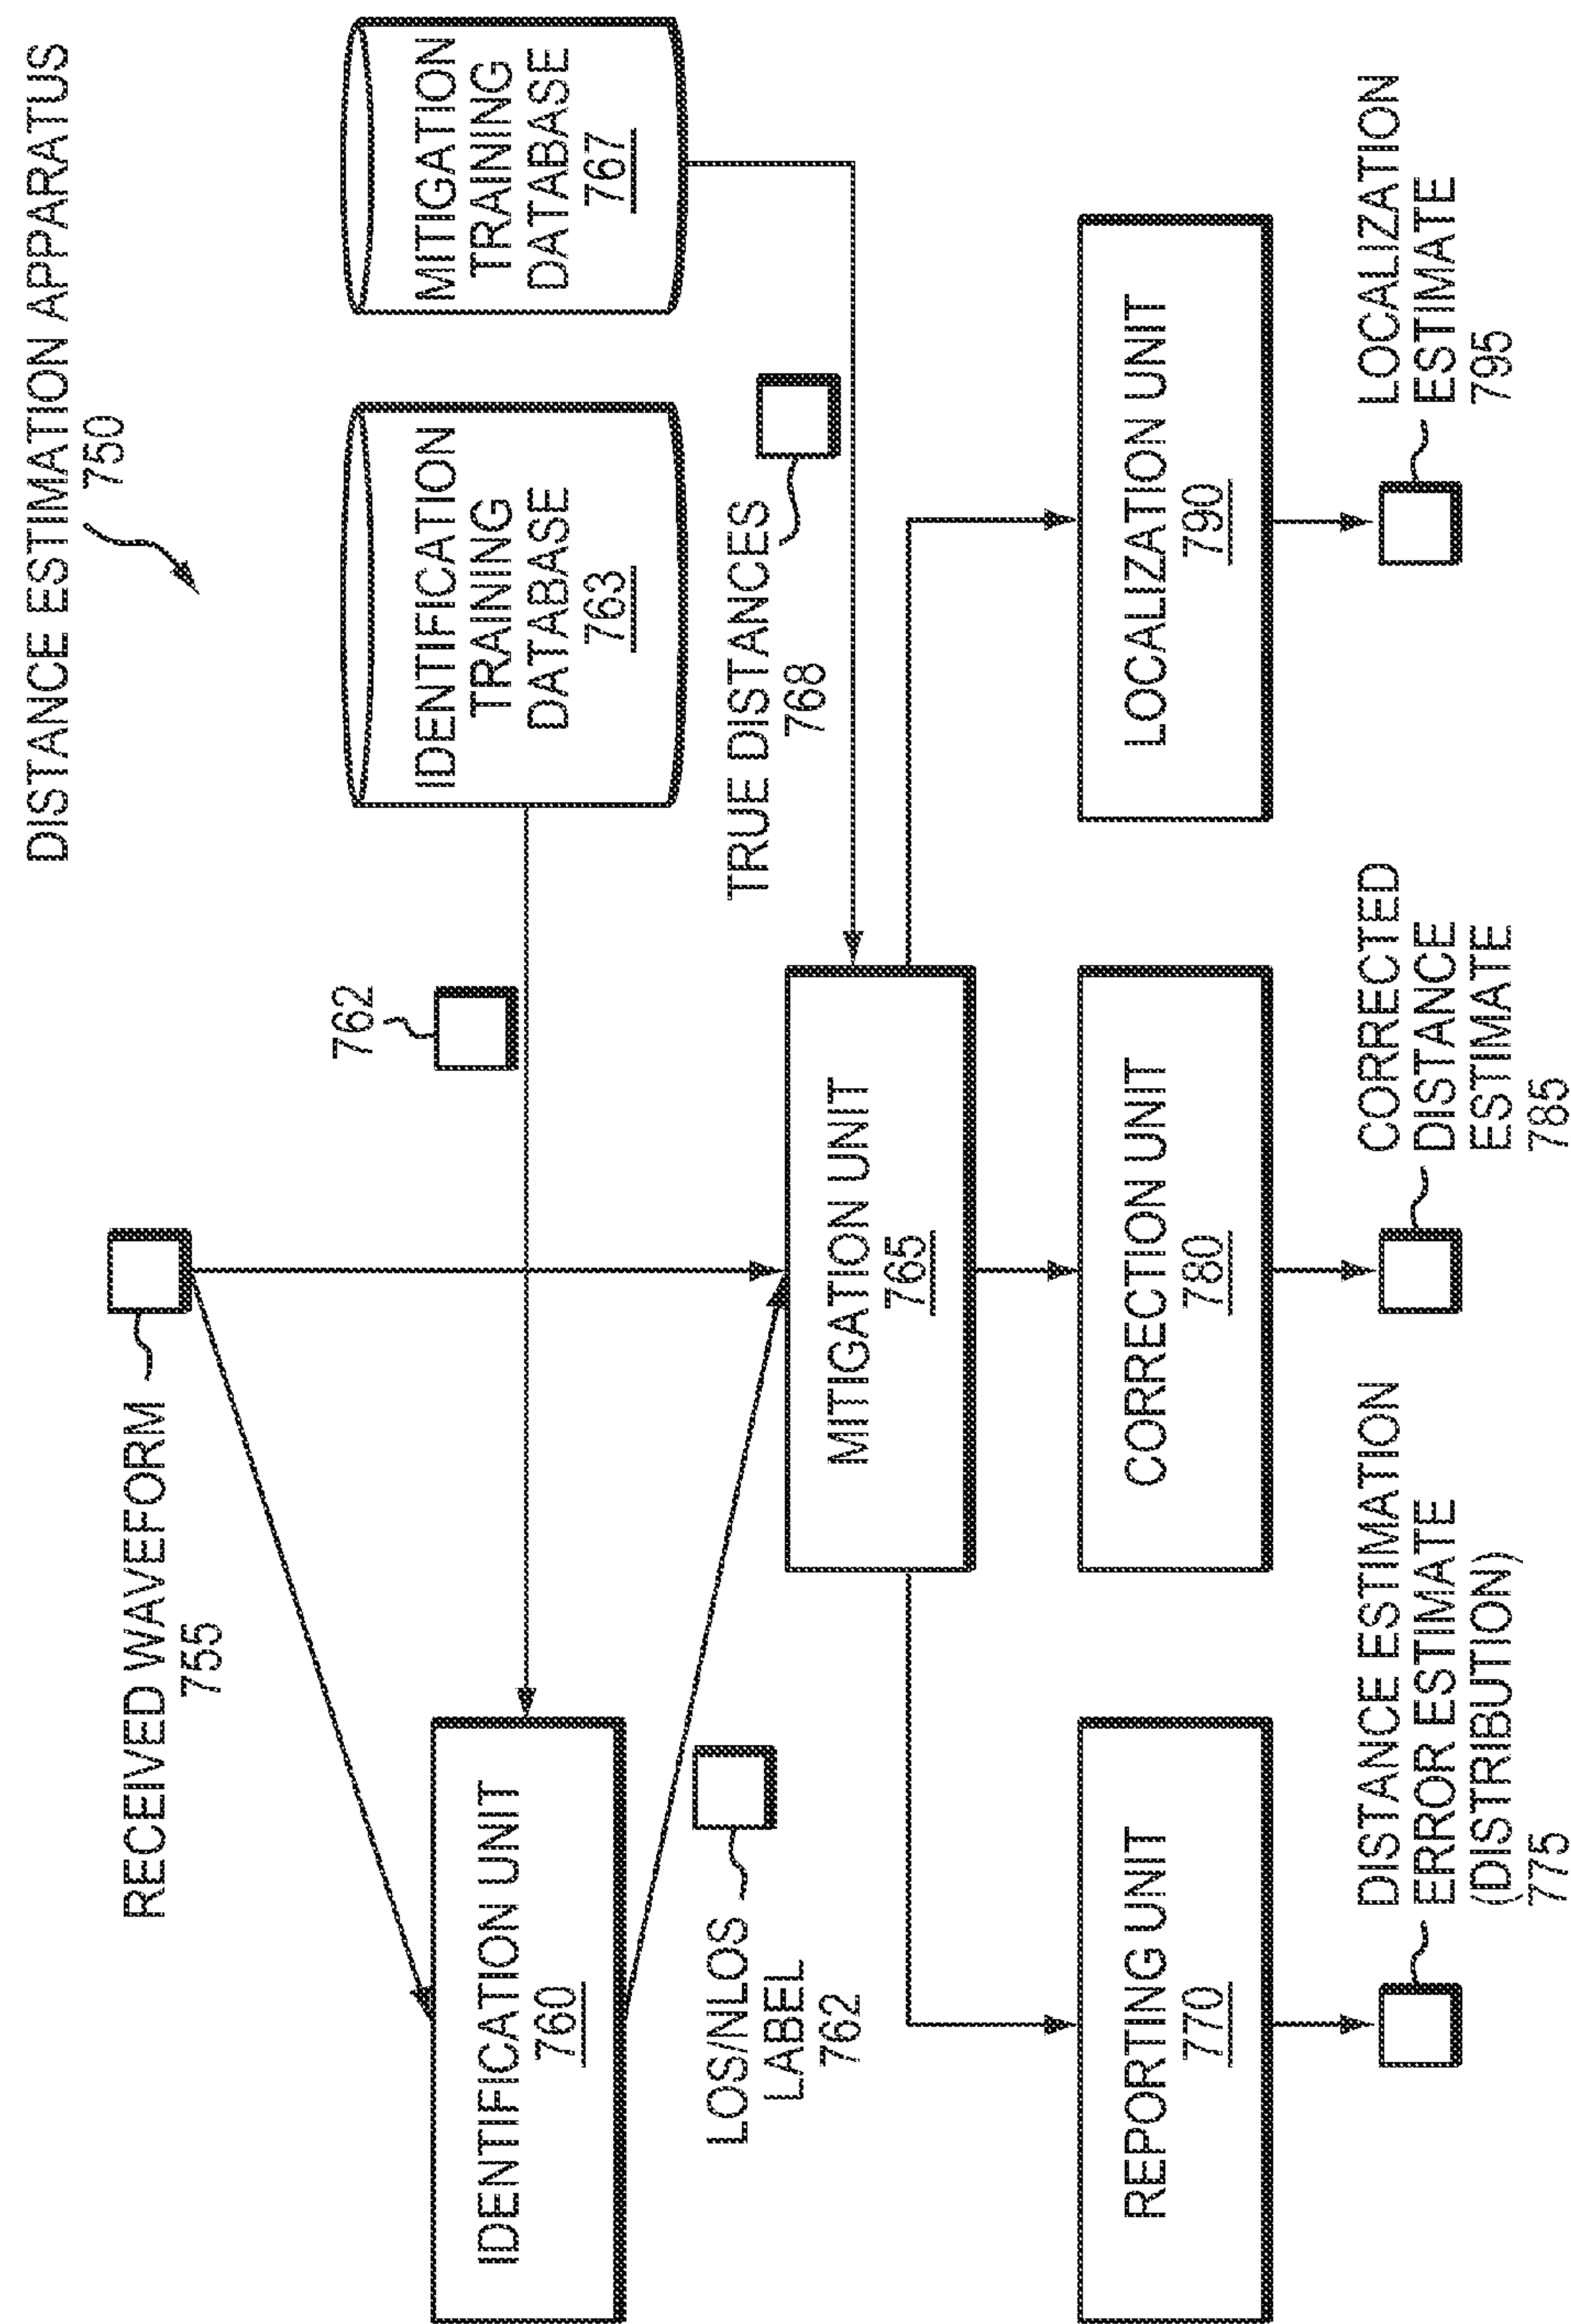 DISTANCE ESTIMATION APPARATUS
750
RECEIVED WAVEFORM
755
762
IDENTIFICATION UNIT
760
IDENTIFICATION
TRAINING
DATABASE
763
MITIGATION
TRAINING
DATABASE
767
LOS/NLOS
LABEL
762
TRUE DISTANCES
768
MITIGATION UNIT
765
REPORTING UNIT
770
CORRECTION UNIT
780
LOCALIZATION UNIT
790
DISTANCE ESTIMATION
ERROR ESTIMATE
(DISTRIBUTION)
775
CORRECTED
DISTANCE
ESTIMATE
785
LOCALIZATION
ESTIMATE
795